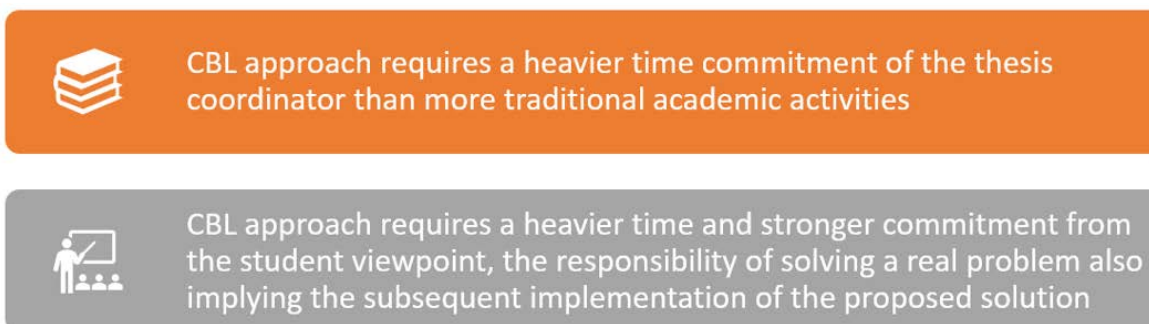 CBL approach requires a heavier time commitment of the thesis
coordinator than more traditional academic activities
CBL approach requires a heavier time and stronger commitment from
the student viewpoint, the responsibility of solving a real problem also
implying the subsequent implementation of the proposed solution